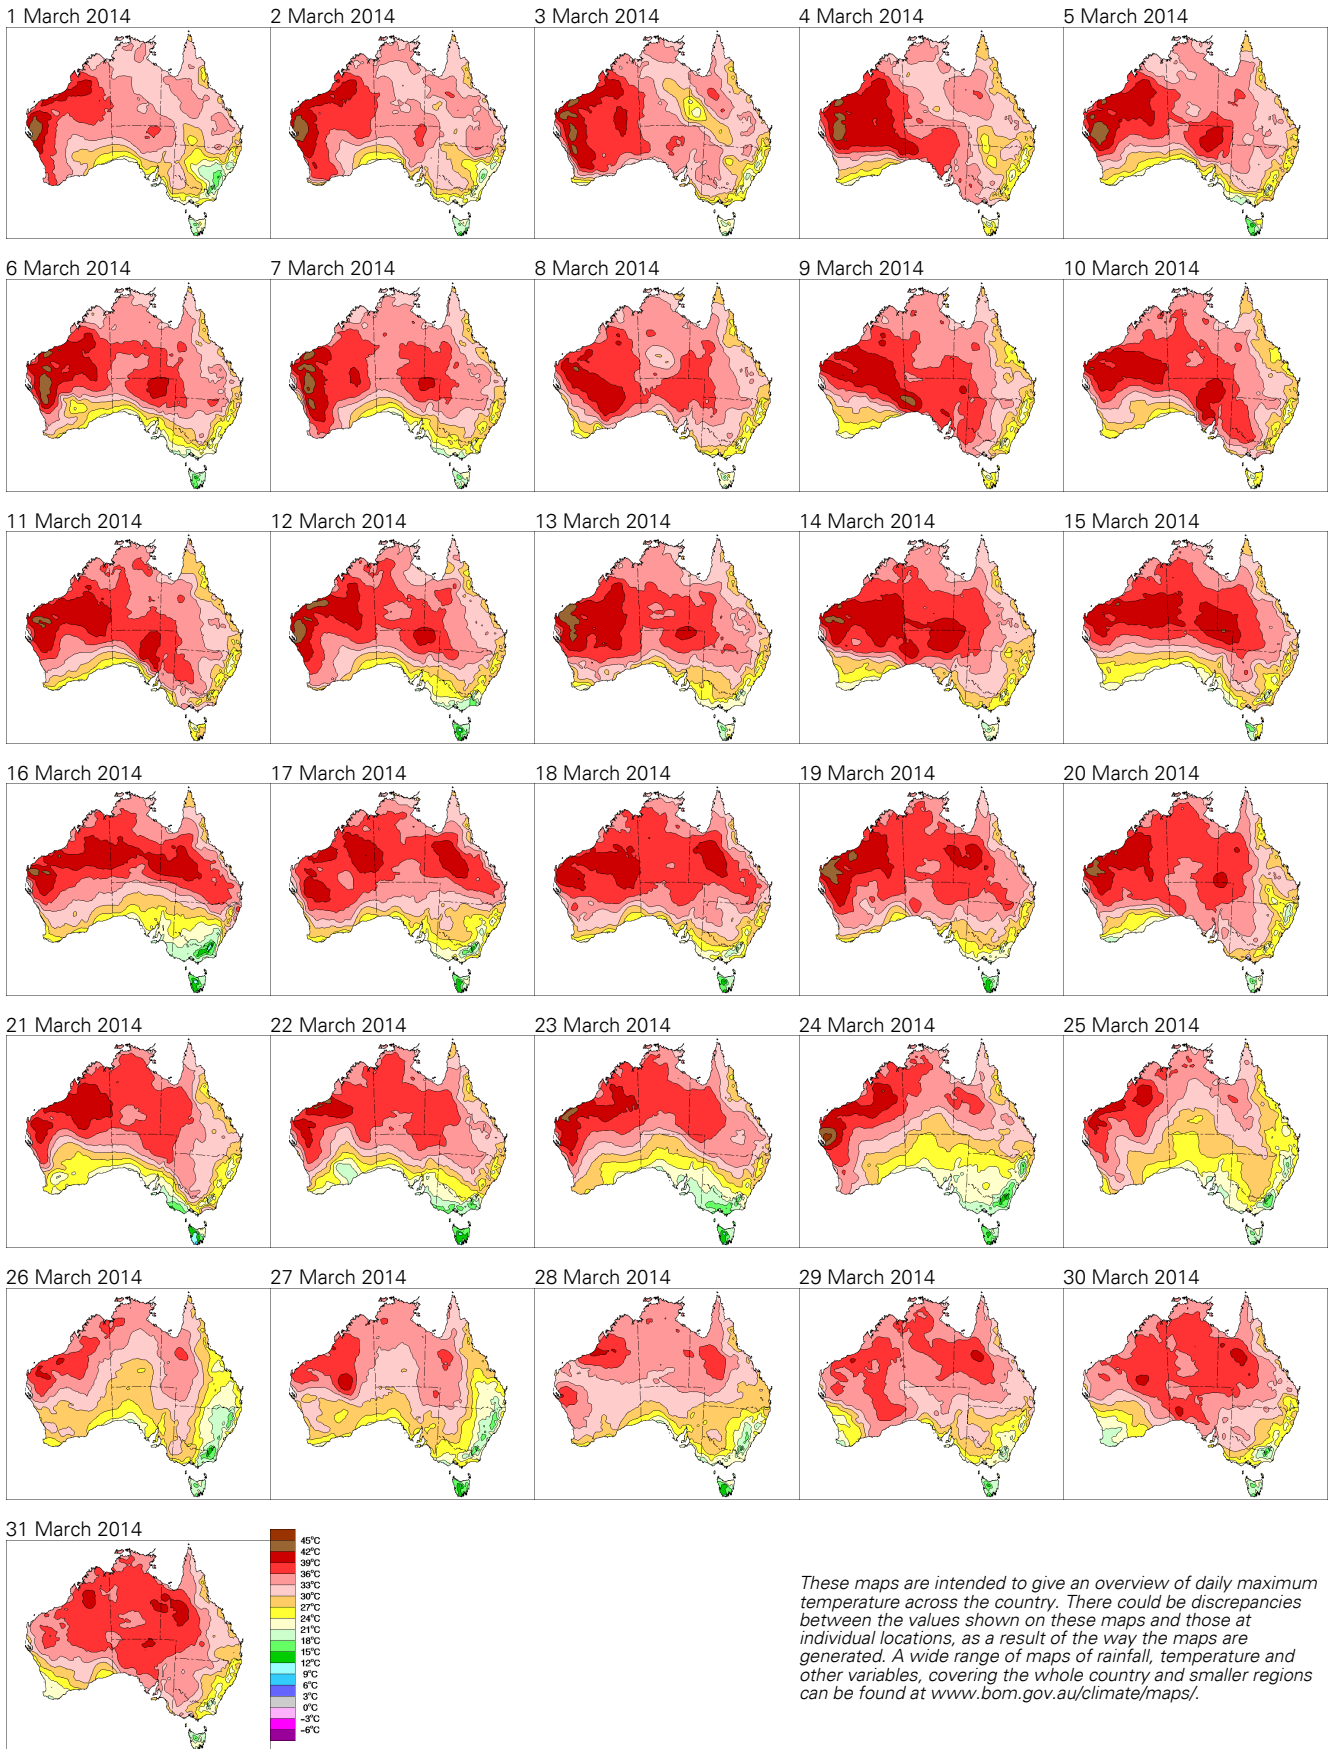 1 March 2014
2 March 2014
3 March 2014
4 March 2014
5 March 2014
6 March 2014
7 March 2014
8 March 2014
9 March 2014
10 March 2014
11 March 2014
12 March 2014
13 March 2014
14 March 2014
15 March 2014
16 March 2014
17 March 2014
18 March 2014
19 March 2014
20 March 2014
21 March 2014
22 March 2014
23 March 2014
24 March 2014
25 March 2014
26 March 2014
27 March 2014
28 March 2014
29 March 2014
30 March 2014
31 March 2014
45°C
42°C
39°C
36°C
33°C
30°C
27°C
24°C
21°C
18°C
15°C
12°C
9°C
6°C
3°C
0°C
-3°C
-6°C
These maps are intended to give an overview of daily maximum
temperature across the country. There could be discrepancies
between the values shown on these maps and those at
individual locations, as a result of the way the maps are
generated. A wide range of maps of rainfall, temperature and
other variables, covering the whole country and smaller regions
can be found at www.bom.gov.au/climate/maps/.